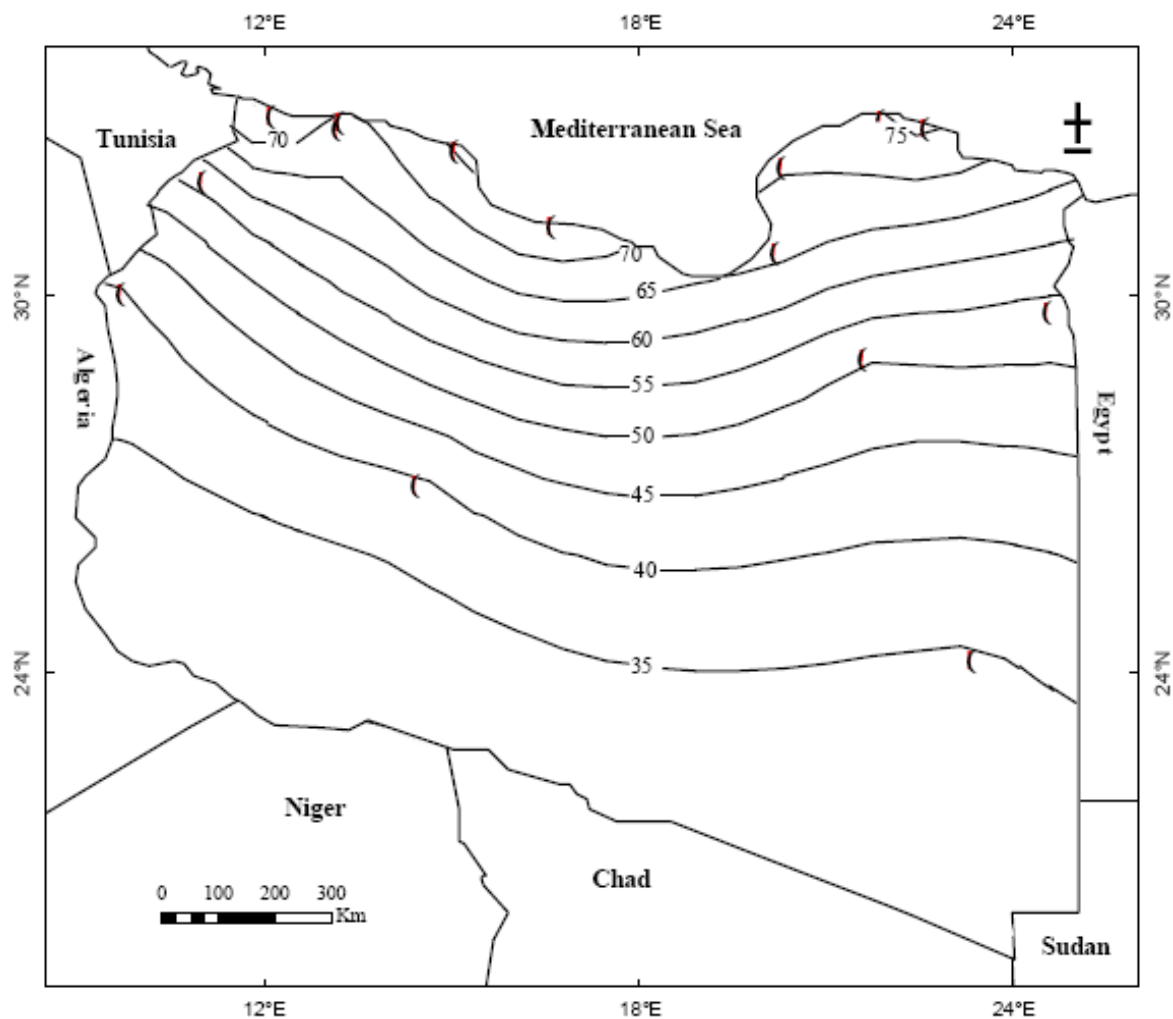 12°E 18°E 24°E
Mediterranean Sea
Tunisia
70
75
70
65
30°N 30°N
60
55
Algeria
Egypt
50
45
40
35
24°N 24°N
Niger
Chad
0 100 200 300
Km
Sudan
12°E 18°E 24°E